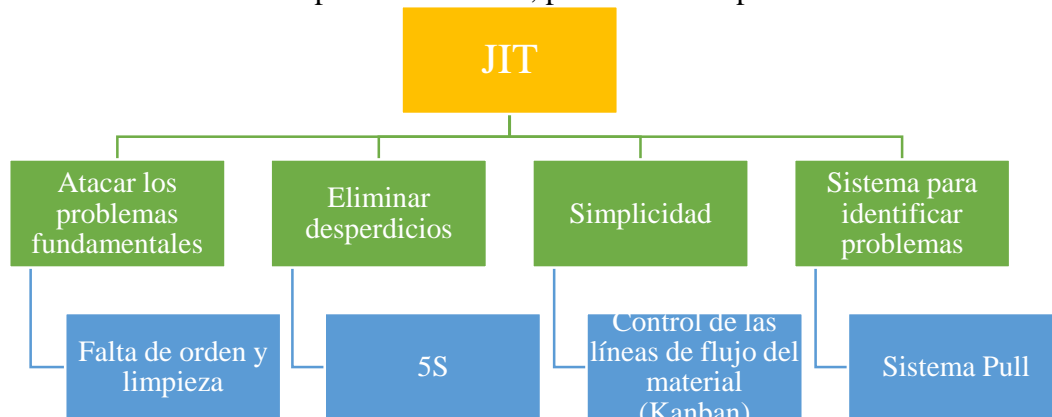 JIT
Atacar los
problemas
fundamentales
Eliminar
desperdicios
Simplicidad
Sistema para
identificar
problemas
Falta de orden y
limpieza
5S
Control de las
líneas de flujo del
material
(Kanban)
Sistema Pull